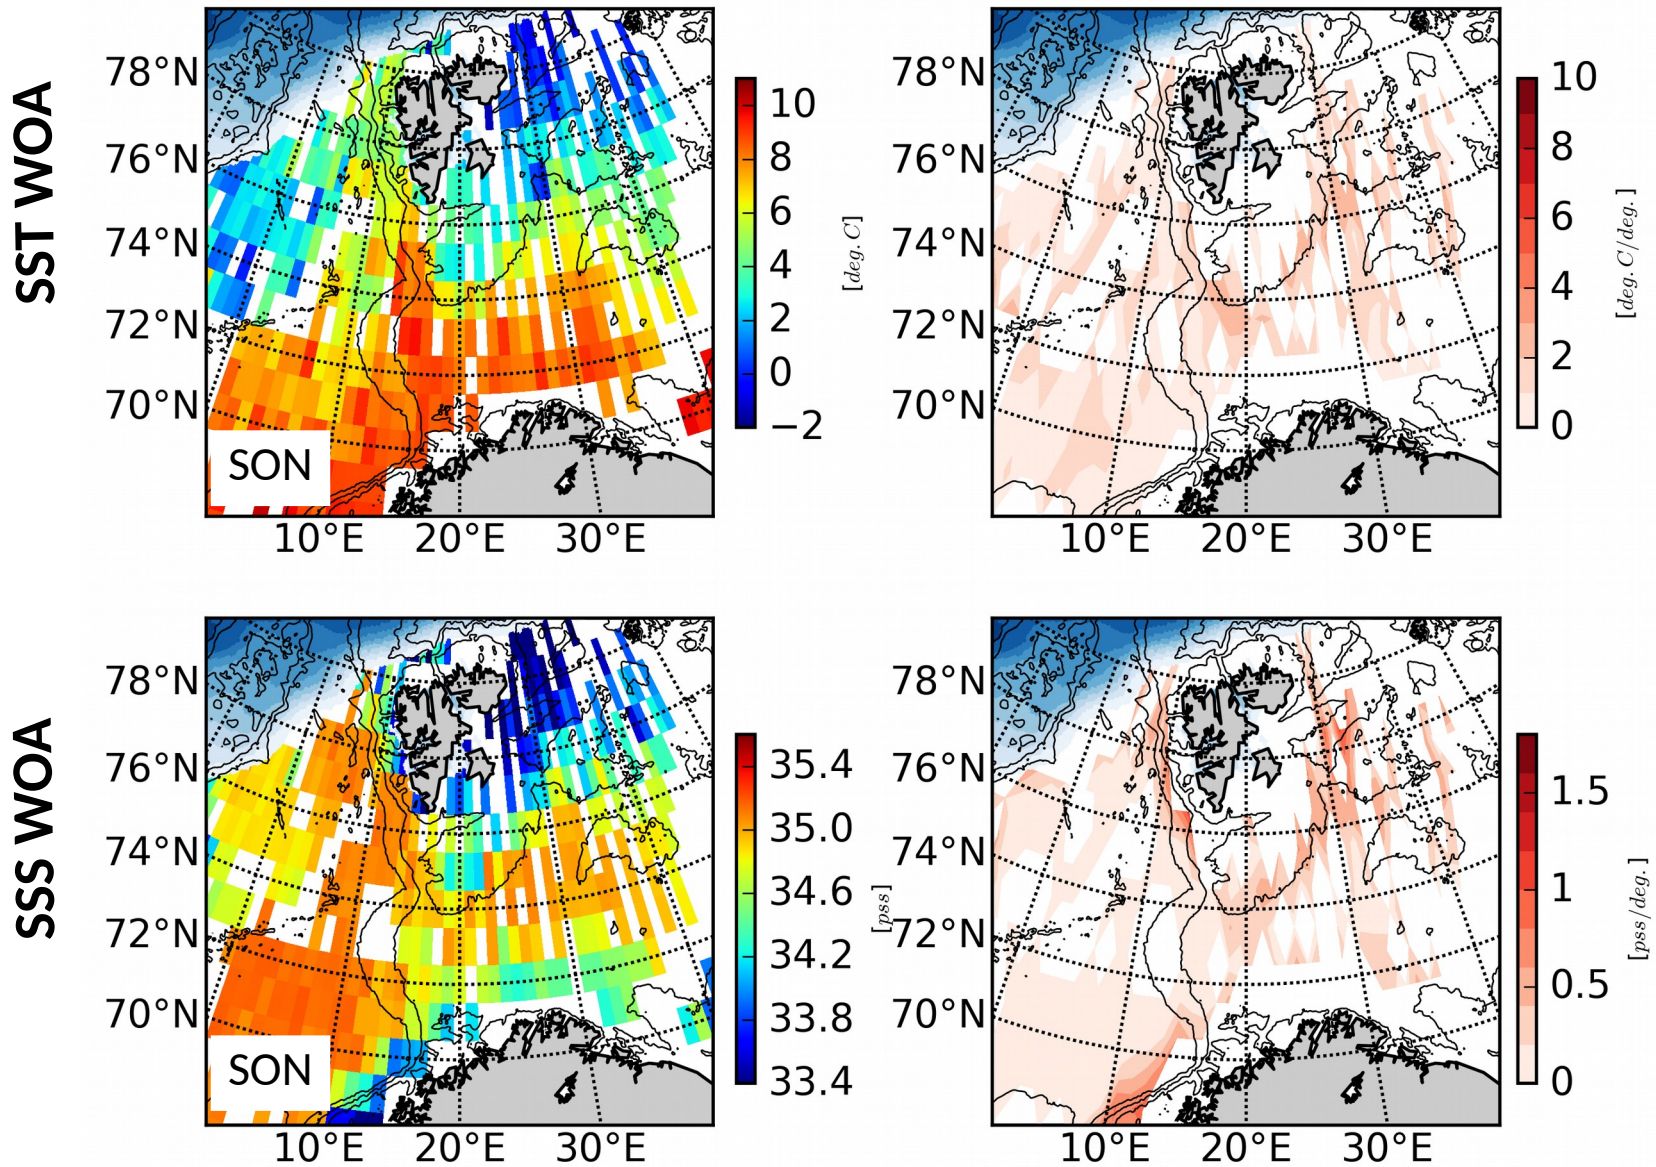 SST WOA
78°N
76°N
74°N
72°N
70°N
10°E 20°E 30°E
SON
10
8
6
4
2
0
−2
[deg.C]
78°N
76°N
74°N
72°N
70°N
10°E 20°E 30°E
10
8
6
4
2
0
[deg.C/deg.]
SSS WOA
78°N
76°N
74°N
72°N
70°N
10°E 20°E 30°E
SON
35.4
35.0
34.6
34.2
33.8
33.4
[pss]
78°N
76°N
74°N
72°N
70°N
10°E 20°E 30°E
1.5
1
0.5
0
[pss/deg.]